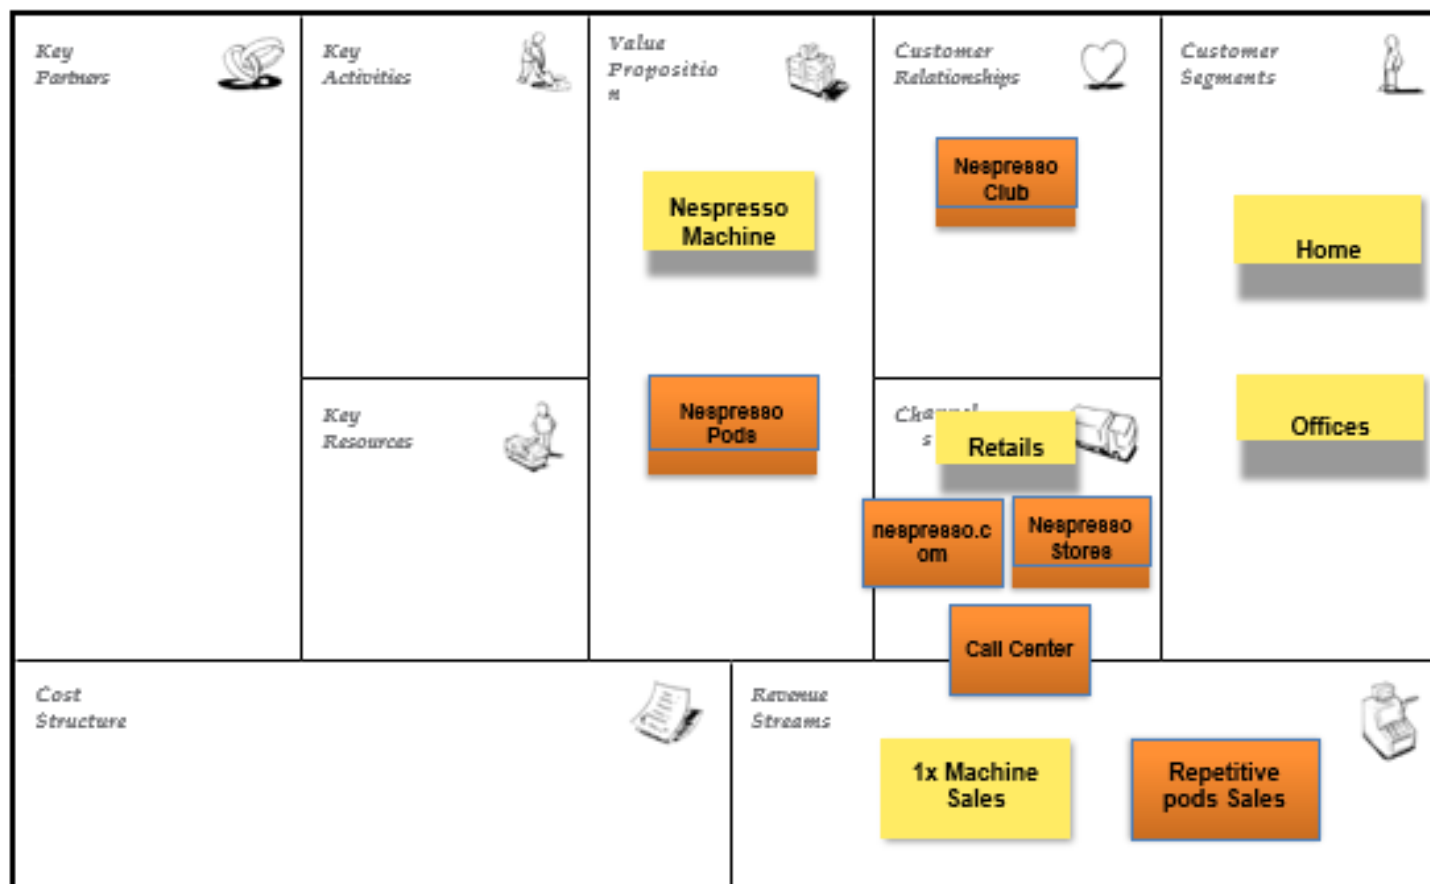 Key
Partners
Key
Activities
Value
Propositio
n
Customer
Relationships
Customer
Segments
Nespresso
Machine
Nespresso
Club
Home
Nespresso
Pods
Key
Resources
Channel
s
Retails
Offices
nespresso.c
om
Nespresso
Stores
Call Center
Cost
Structure
Revenue
Streams
1x Machine
Sales
Repetitive
pods Sales